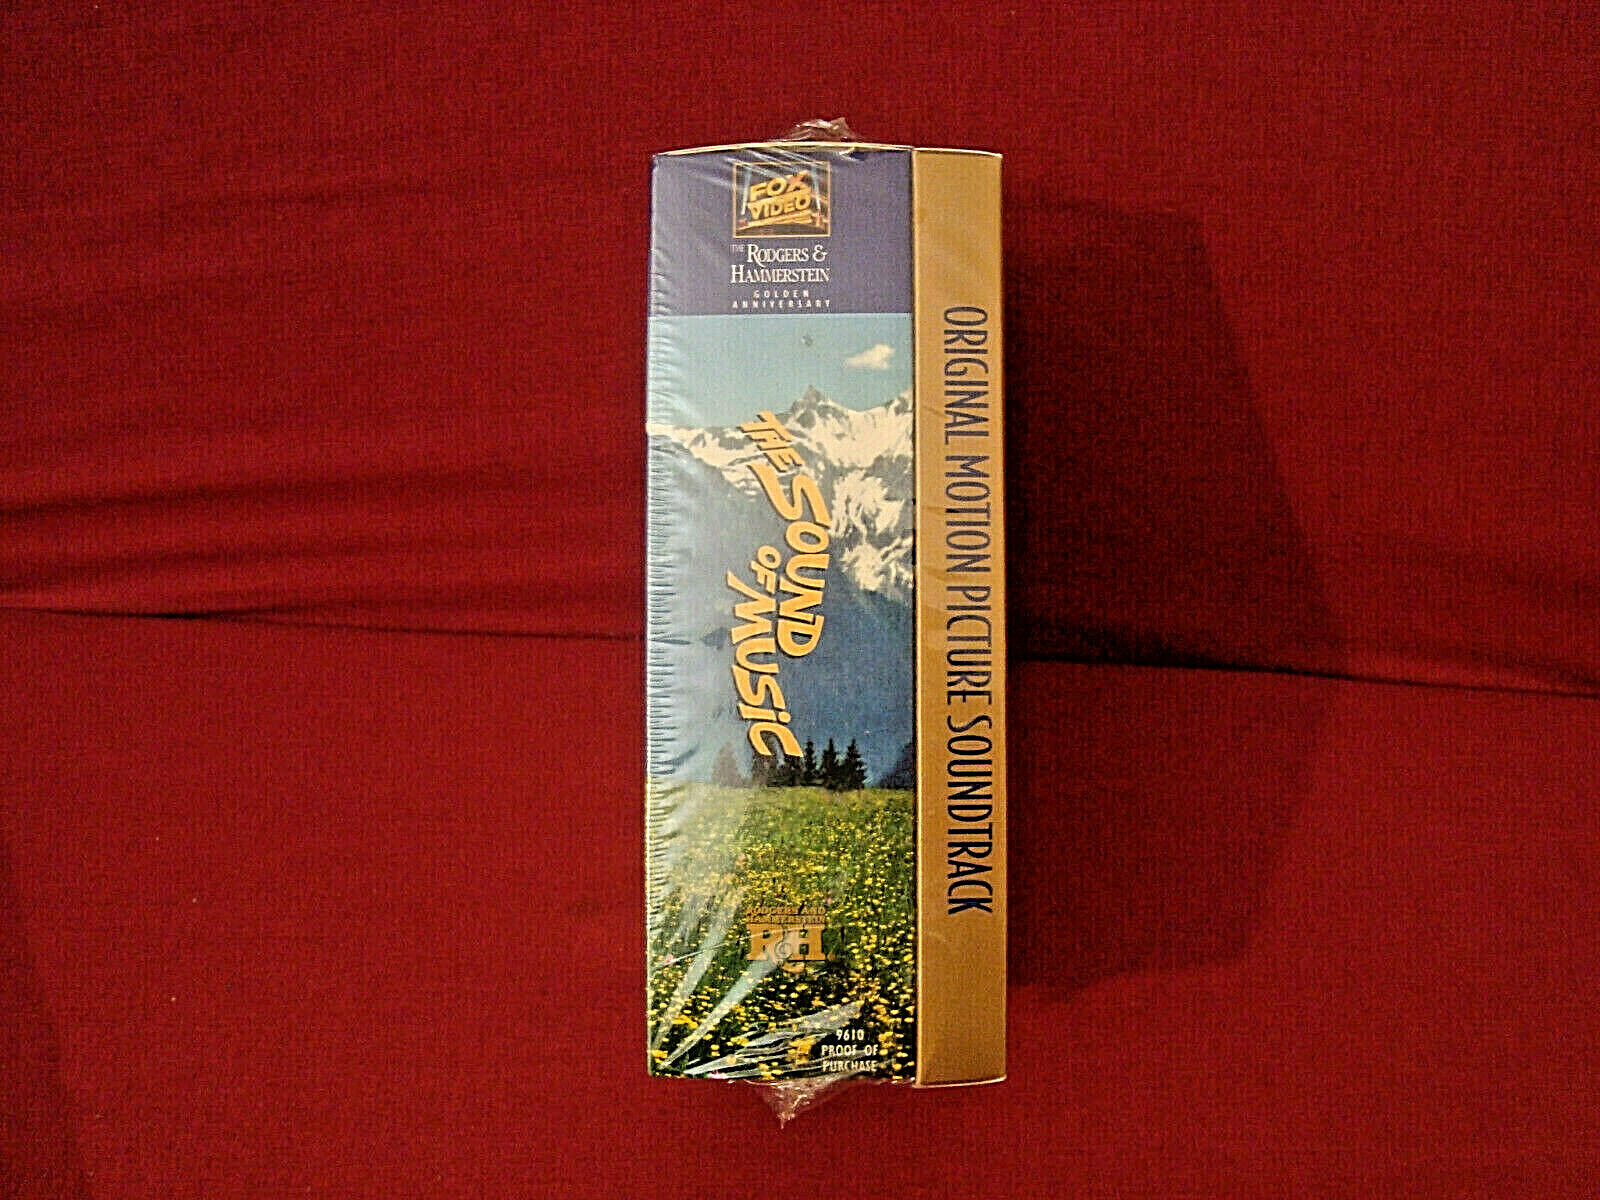 FOX
VIDEO
THE RODGERS &
HAMMERSTEIN
GOLDEN
ANNIVERSARY
THE SOUND
OF MUSiC
RODGERS AND
HAMMERSTEIN
R&H
9610
PROOF OF
PURCHASE
ORIGINAL MOTION PICTURE SOUNDTRACK